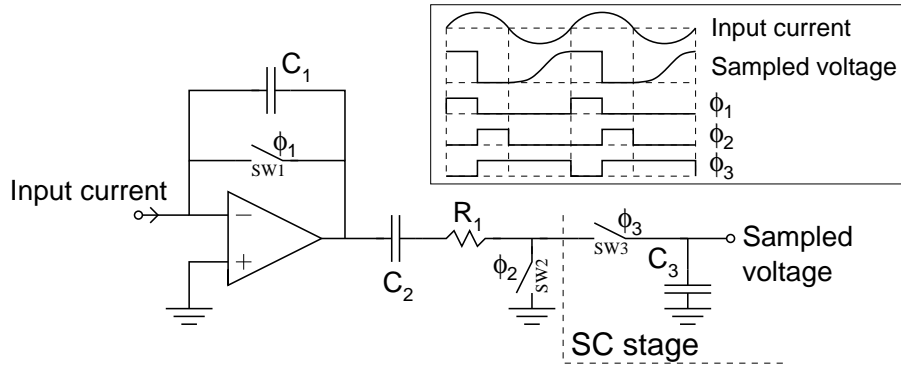 Input current
Sampled voltage
ϕ1
ϕ2
ϕ3
C1
ϕ1
SW1
Input current
−
+
C2
R1
ϕ2
SW2
ϕ3
SW3
C3
Sampled
voltage
SC stage